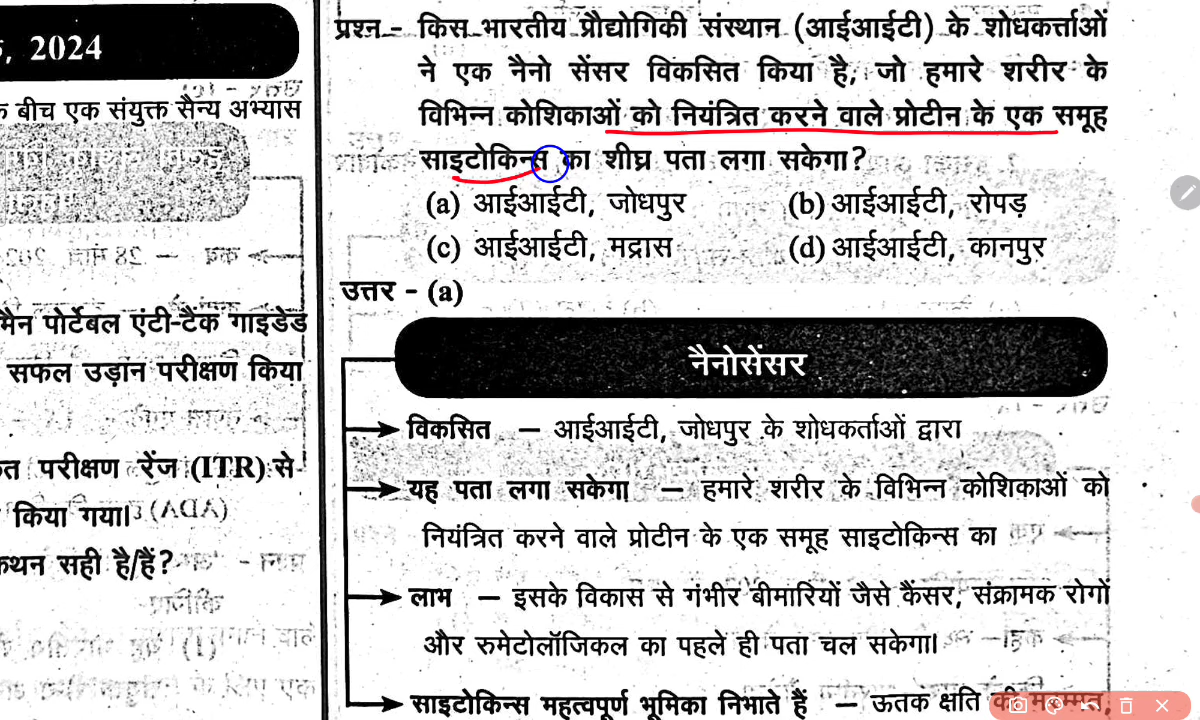 , 2024
के बीच एक संयुक्त सैन्य अभ्यास
मैन पोर्टेबल एंटी-टैंक गाइडेड
सफल उड़ान परीक्षण किया
परीक्षण रेंज (ITR) से
किया गया।
कथन सही है/हैं?
प्रश्न - किस भारतीय प्रौद्योगिकी संस्थान (आईआईटी) के शोधकर्त्ताओं
ने एक नैनो सेंसर विकसित किया है, जो हमारे शरीर के
विभिन्न कोशिकाओं को नियंत्रित करने वाले प्रोटीन के एक समूह
साइटोकिन्स का शीघ्र पता लगा सकेगा?
(a) आईआईटी, जोधपुर (b) आईआईटी, रोपड़
(c) आईआईटी, मद्रास (d) आईआईटी, कानपुर
उत्तर - (a)
नैनोसेंसर
विकसित – आईआईटी, जोधपुर के शोधकर्ताओं द्वारा
यह पता लगा सकेगा – हमारे शरीर के विभिन्न कोशिकाओं को
नियंत्रित करने वाले प्रोटीन के एक समूह साइटोकिन्स का
लाभ – इसके विकास से गंभीर बीमारियों जैसे कैंसर, संक्रामक रोगों
और रुमेटोलॉजिकल का पहले ही पता चल सकेगा।
साइटोकिन्स महत्वपूर्ण भूमिका निभाते हैं – ऊतक क्षति